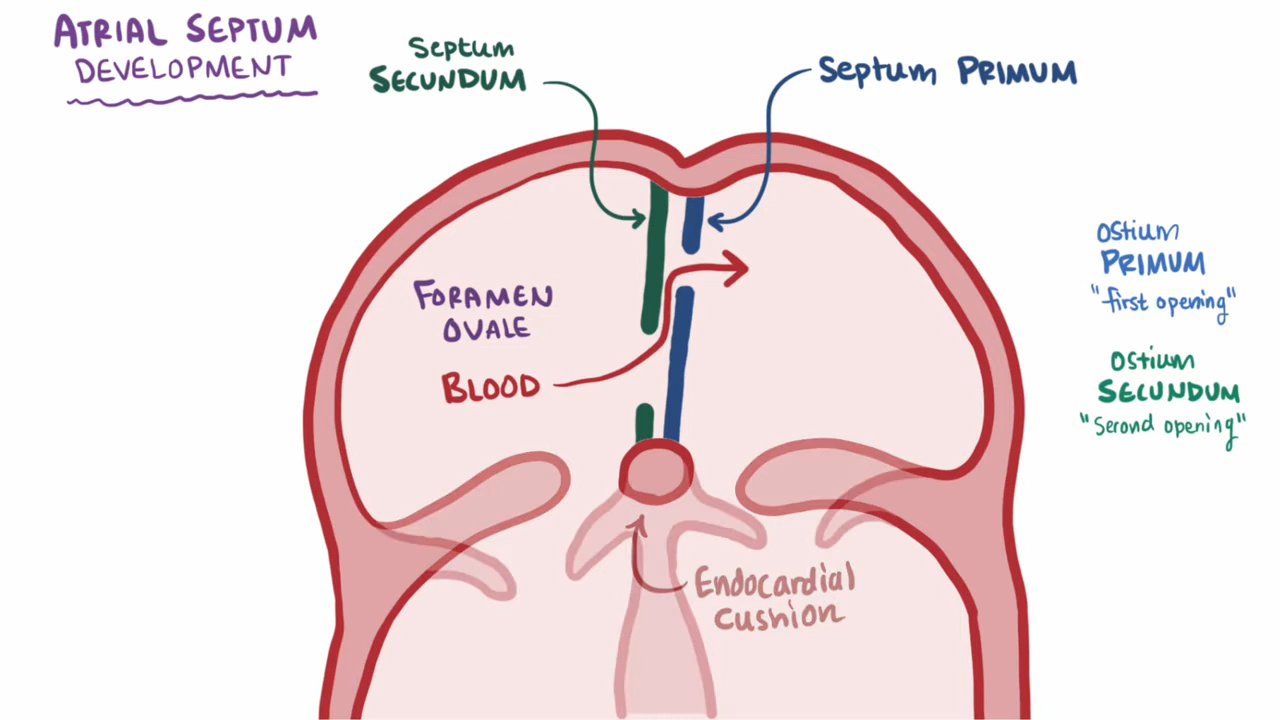 ATRIAL SEPTUM
DEVELOPMENT
Septum
SECUNDUM
Septum PRIMUM
FORAMEN
OVALE
BLOOD
Ostium
PRIMUM
"first opening"
Ostium
SECUNDUM
"Second opening"
Endocardial
cushion